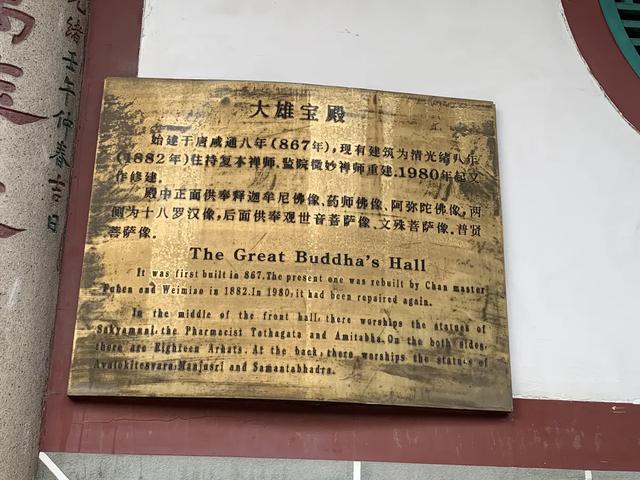 光绪壬午仲春吉日
大雄宝殿
始建于唐咸通八年(867年),现有建筑为清光绪八年
(1882年)住持复本禅师、监院微妙禅师重建。1980年起又
作修建。
殿中正面供奉释迦牟尼佛像、药师佛像、阿弥陀佛像,两
侧为十八罗汉像,后面供奉观世音菩萨像、文殊菩萨像、普贤
菩萨像。
The Great Buddha's Hall
It was first built in 867. The present one was rebuilt by Chan master
Fuben and Weimiao in 1882. In 1980, it had been repaired again.
In the middle of the front hall, there worships the statues of
Sakyamani, the Pharmacist Tathagata and Amitabha. On the both sides,
there are Eighteen Arhats. At the back, there worships the statues of
Avalokitesvara, Manjusri and Samantabhadra.